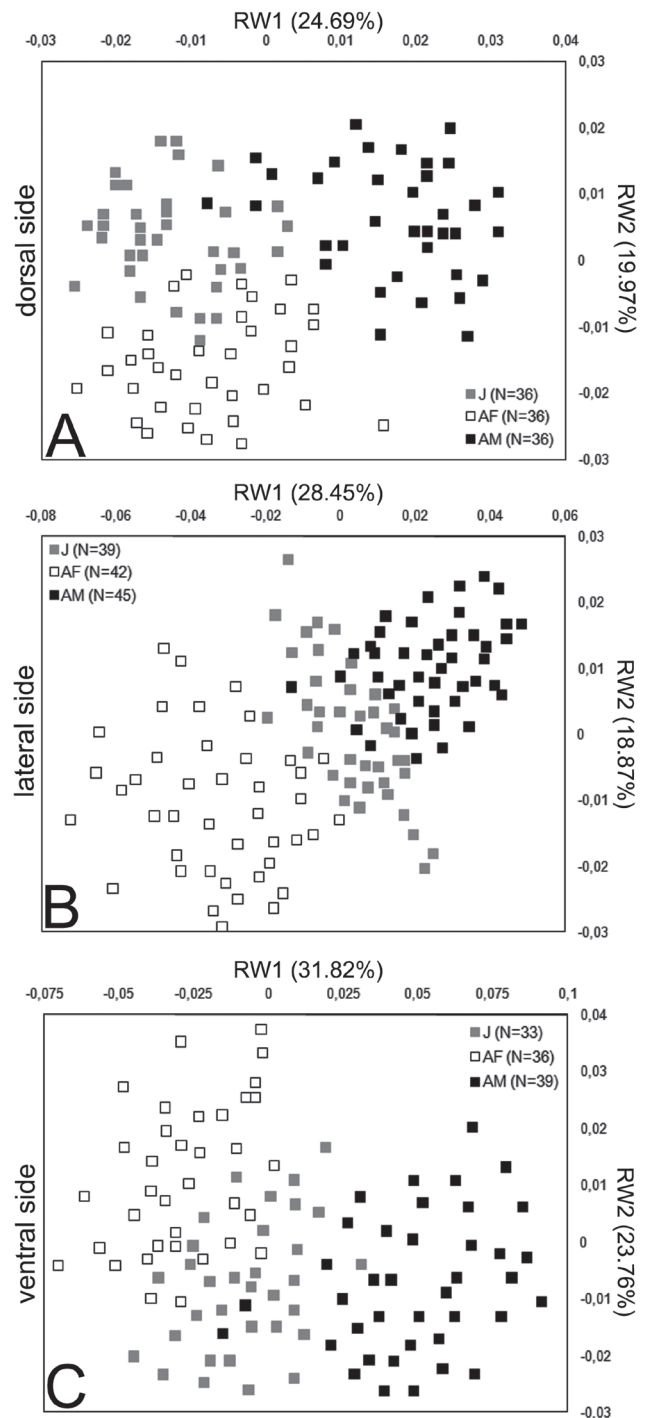 RW1 (24.69%)
-0,03 -0,02 -0,01 0 0,01 0,02 0,03 0,04
0,03
0,02
0,01
0
-0,01
-0,02
-0,03
dorsal side
RW2 (19.97%)
J (N=36)
AF (N=36)
AM (N=36)
A
RW1 (28.45%)
-0,08 -0,06 -0,04 -0,02 0 0,02 0,04 0,06
0,03
0,02
0,01
0
-0,01
-0,02
-0,03
J (N=39)
AF (N=42)
AM (N=45)
lateral side
RW2 (18.87%)
B
RW1 (31.82%)
-0,075 -0,05 -0,025 0 0,025 0,05 0,075 0,1
0,04
0,03
0,02
0,01
0
-0,01
-0,02
-0.03
J (N=33)
AF (N=36)
AM (N=39)
ventral side
RW2 (23.76%)
C